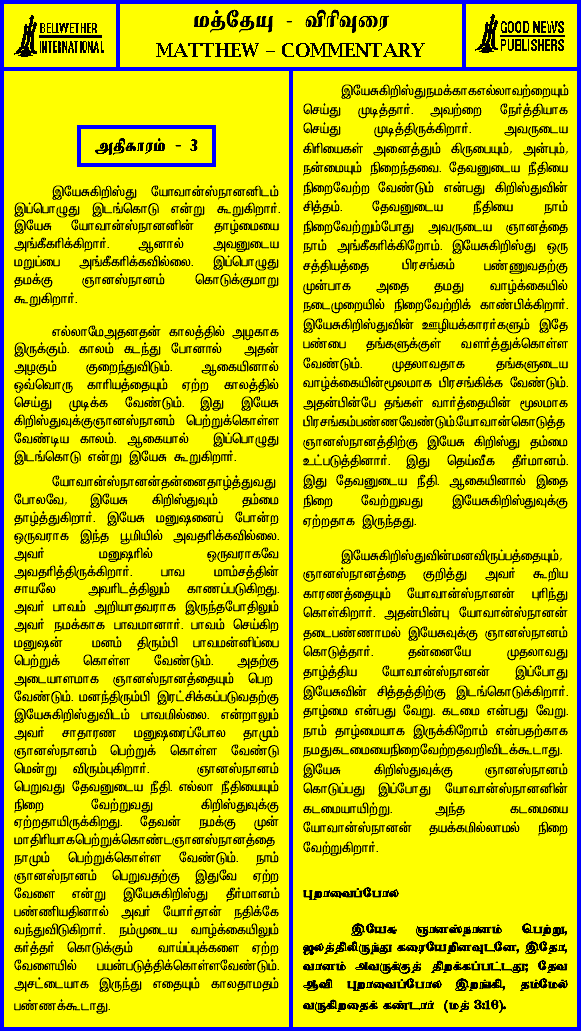 BELWETHER
INTERNATIONAL
மத்தேயு - விரிவுரை
MATTHEW – COMMENTARY
GOOD NEWS
PUBLISHERS
அதிகாரம் - 3
இயேசுகிறிஸ்து யோவான்ஸ்நானனிடம்
இப்பொழுது இடங்கொடு என்று கூறுகிறார்.
இயேசு யோவான்ஸ்நானனின் தாழ்மையை
அங்கீகரிக்கிறார். ஆனால் அவனுடைய
மறுப்பை அங்கீகரிக்கவில்லை. இப்பொழுது
தமக்கு ஞானஸ்நானம் கொடுக்குமாறு
கூறுகிறார்.
எல்லாமேஅதனதன் காலத்தில் அழகாக
இருக்கும். காலம் கடந்து போனால் அதன்
அழகும் குறைந்துவிடும். ஆகையினால்
ஒவ்வொரு காரியத்தையும் ஏற்ற காலத்தில்
செய்து முடிக்க வேண்டும். இது இயேசு
கிறிஸ்துவுக்குஞானஸ்நானம் பெற்றுக்கொள்ள
வேண்டிய காலம். ஆகையால் இப்பொழுது
இடங்கொடு என்று இயேசு கூறுகிறார்.
யோவான்ஸ்நானன்தன்னைதாழ்த்துவது
போலவே, இயேசு கிறிஸ்துவும் தம்மை
தாழ்த்துகிறார். இயேசு மனுஷனைப் போன்ற
ஒருவராக இந்த பூமியில் அவதரிக்கவில்லை.
அவர் மனுஷரில் ஒருவராகவே
அவதரித்திருக்கிறார். பாவ மாம்சத்தின்
சாயலே அவரிடத்திலும் காணப்படுகிறது.
அவர் பாவம் அறியாதவராக இருந்தபோதிலும்
அவர் நமக்காக பாவமானார். பாவம் செய்கிற
மனுஷன் மனம் திரும்பி பாவமன்னிப்பை
பெற்றுக் கொள்ள வேண்டும். அதற்கு
அடையாளமாக ஞானஸ்நானத்தையும் பெற
வேண்டும். மனந்திரும்பி இரட்சிக்கப்படுவதற்கு
இயேசுகிறிஸ்துவிடம் பாவமில்லை. என்றாலும்
அவர் சாதாரண மனுஷரைப்போல தாமும்
ஞானஸ்நானம் பெற்றுக் கொள்ள வேண்டு
மென்று விரும்புகிறார். ஞானஸ்நானம்
பெறுவது தேவனுடைய நீதி. எல்லா நீதியையும்
நிறை வேற்றுவது கிறிஸ்துவுக்கு
ஏற்றதாயிருக்கிறது. தேவன் நமக்கு முன்
மாதிரியாகபெற்றுக்கொண்டஞானஸ்நானத்தை
நாமும் பெற்றுக்கொள்ள வேண்டும். நாம்
ஞானஸ்நானம் பெறுவதற்கு இதுவே ஏற்ற
வேளை என்று இயேசுகிறிஸ்து தீர்மானம்
பண்ணியதினால் அவர் யோர்தான் நதிக்கே
வந்துவிடுகிறார். நம்முடைய வாழ்க்கையிலும்
கர்த்தர் கொடுக்கும் வாய்ப்புக்களை ஏற்ற
வேளையில் பயன்படுத்திக்கொள்ளவேண்டும்.
அசட்டையாக இருந்து எதையும் காலதாமதம்
பண்ணக்கூடாது.
இயேசுகிறிஸ்துநமக்காகஎல்லாவற்றையும்
செய்து முடித்தார். அவற்றை நேர்த்தியாக
செய்து முடித்திருக்கிறார். அவருடைய
கிரியைகள் அனைத்தும் கிருபையும், அன்பும்,
நன்மையும் நிறைந்தவை. தேவனுடைய நீதியை
நிறைவேற்ற வேண்டும் என்பது கிறிஸ்துவின்
சித்தம். தேவனுடைய நீதியை நாம்
நிறைவேற்றும்போது அவருடைய ஞானத்தை
நாம் அங்கீகரிக்கிறோம். இயேசுகிறிஸ்து ஒரு
சத்தியத்தை பிரசங்கம் பண்ணுவதற்கு
முன்பாக அதை தமது வாழ்க்கையில்
நடைமுறையில் நிறைவேற்றிக் காண்பிக்கிறார்.
இயேசுகிறிஸ்துவின் ஊழியக்காரர்களும் இதே
பண்பை தங்களுக்குள் வளர்த்துக்கொள்ள
வேண்டும். முதலாவதாக தங்களுடைய
வாழ்க்கையின்மூலமாக பிரசங்கிக்க வேண்டும்.
அதன்பின்பே தங்கள் வார்த்தையின் மூலமாக
பிரசங்கம்பண்ணவேண்டும்யோவான்கொடுத்த
ஞானஸ்நானத்திற்கு இயேசு கிறிஸ்து தம்மை
உட்படுத்தினார். இது தெய்வீக தீர்மானம்.
இது தேவனுடைய நீதி. ஆகையினால் இதை
நிறை வேற்றுவது இயேசுகிறிஸ்துவுக்கு
ஏற்றதாக இருந்தது.
இயேசுகிறிஸ்துவின்மனவிருப்பத்தையும்,
ஞானஸ்நானத்தை குறித்து அவர் கூறிய
காரணத்தையும் யோவான்ஸ்நானன் புரிந்து
கொள்கிறார். அதன்பின்பு யோவான்ஸ்நானன்
தடைபண்ணாமல் இயேசுவுக்கு ஞானஸ்நானம்
கொடுத்தார். தன்னையே முதலாவது
தாழ்த்திய யோவான்ஸ்நானன் இப்போது
இயேசுவின் சித்தத்திற்கு இடங்கொடுக்கிறார்.
தாழ்மை என்பது வேறு. கடமை என்பது வேறு.
நாம் தாழ்மையாக இருக்கிறோம் என்பதற்காக
நமதுகடமையைநிறைவேற்றதவறிவிடக்கூடாது.
இயேசு கிறிஸ்துவுக்கு ஞானஸ்நானம்
கொடுப்பது இப்போது யோவான்ஸ்நானனின்
கடமையாயிற்று. அந்த கடமையை
யோவான்ஸ்நானன் தயக்கமில்லாமல் நிறை
வேற்றுகிறார்.
புறாவைப்போல
இயேசு ஞானஸ்நானம் பெற்று,
ஜலத்திலிருந்து கரையேறினவுடனே, இதோ,
வானம் அவருக்குத் திறக்கப்பட்டது; தேவ
ஆவி புறாவைப்போல இறங்கி, தம்மேல்
வருகிறதைக் கண்டார் (மத் 3:16).